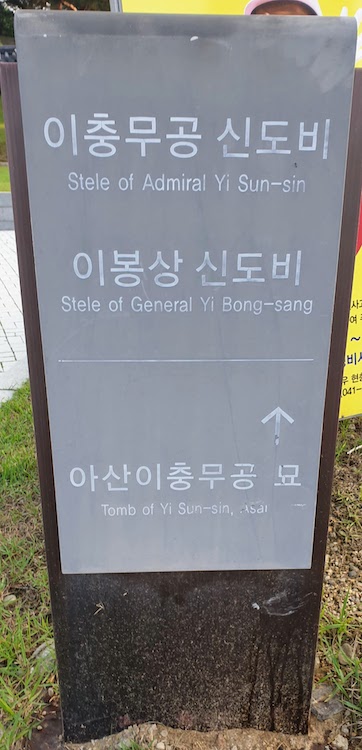 이충무공 신도비
Stele of Admiral Yi Sun-sin
이봉상 신도비
Stele of General Yi Bong-sang
아산이충무공 묘
Tomb of Yi Sun-sin,
041-